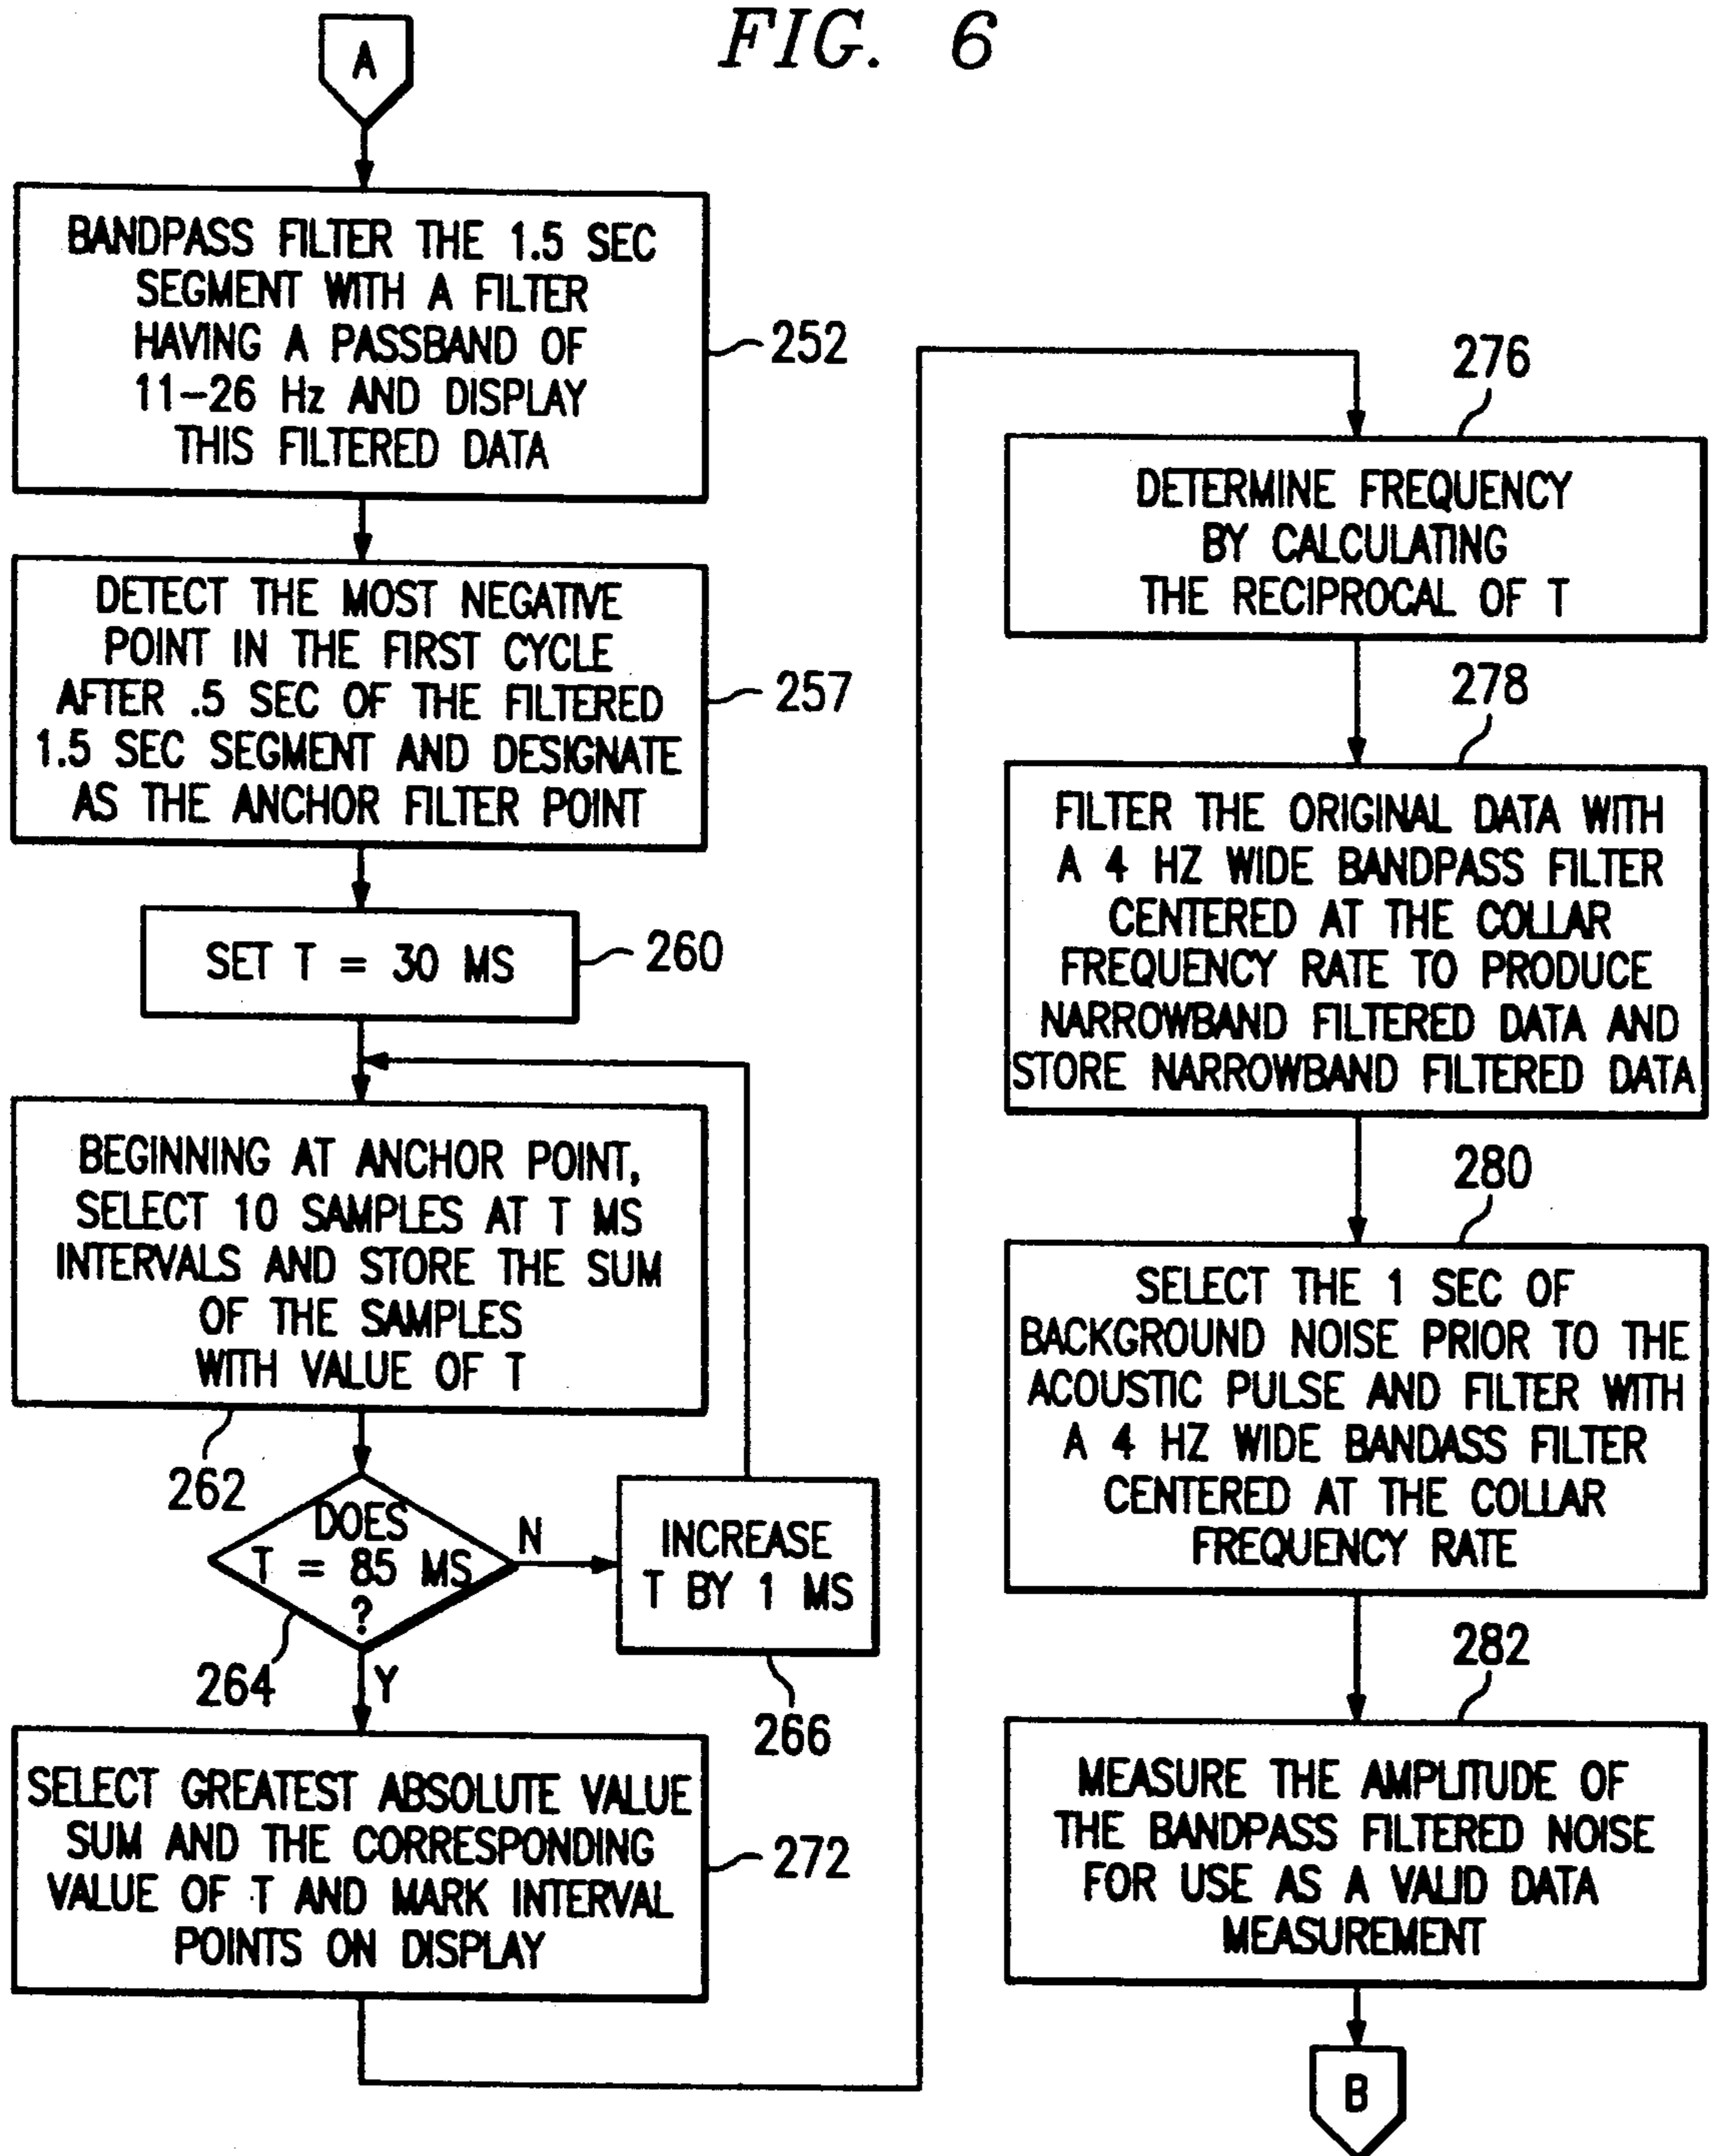 FIG. 6
A
BANDPASS FILTER THE 1.5 SEC
SEGMENT WITH A FILTER
HAVING A PASSBAND OF
11-26 Hz AND DISPLAY
THIS FILTERED DATA
252
DETECT THE MOST NEGATIVE
POINT IN THE FIRST CYCLE
AFTER .5 SEC OF THE FILTERED
1.5 SEC SEGMENT AND DESIGNATE
AS THE ANCHOR FILTER POINT
257
SET T = 30 MS
260
BEGINNING AT ANCHOR POINT,
SELECT 10 SAMPLES AT T MS
INTERVALS AND STORE THE SUM
OF THE SAMPLES
WITH VALUE OF T
262
DOES
T = 85 MS
?
264
N
Y
INCREASE
T BY 1 MS
266
SELECT GREATEST ABSOLUTE VALUE
SUM AND THE CORRESPONDING
VALUE OF T AND MARK INTERVAL
POINTS ON DISPLAY
272
276
DETERMINE FREQUENCY
BY CALCULATING
THE RECIPROCAL OF T
278
FILTER THE ORIGINAL DATA WITH
A 4 HZ WIDE BANDPASS FILTER
CENTERED AT THE COLLAR
FREQUENCY RATE TO PRODUCE
NARROWBAND FILTERED DATA AND
STORE NARROWBAND FILTERED DATA
280
SELECT THE 1 SEC OF
BACKGROUND NOISE PRIOR TO THE
ACOUSTIC PULSE AND FILTER WITH
A 4 HZ WIDE BANDASS FILTER
CENTERED AT THE COLLAR
FREQUENCY RATE
282
MEASURE THE AMPLITUDE OF
THE BANDPASS FILTERED NOISE
FOR USE AS A VALID DATA
MEASUREMENT
B